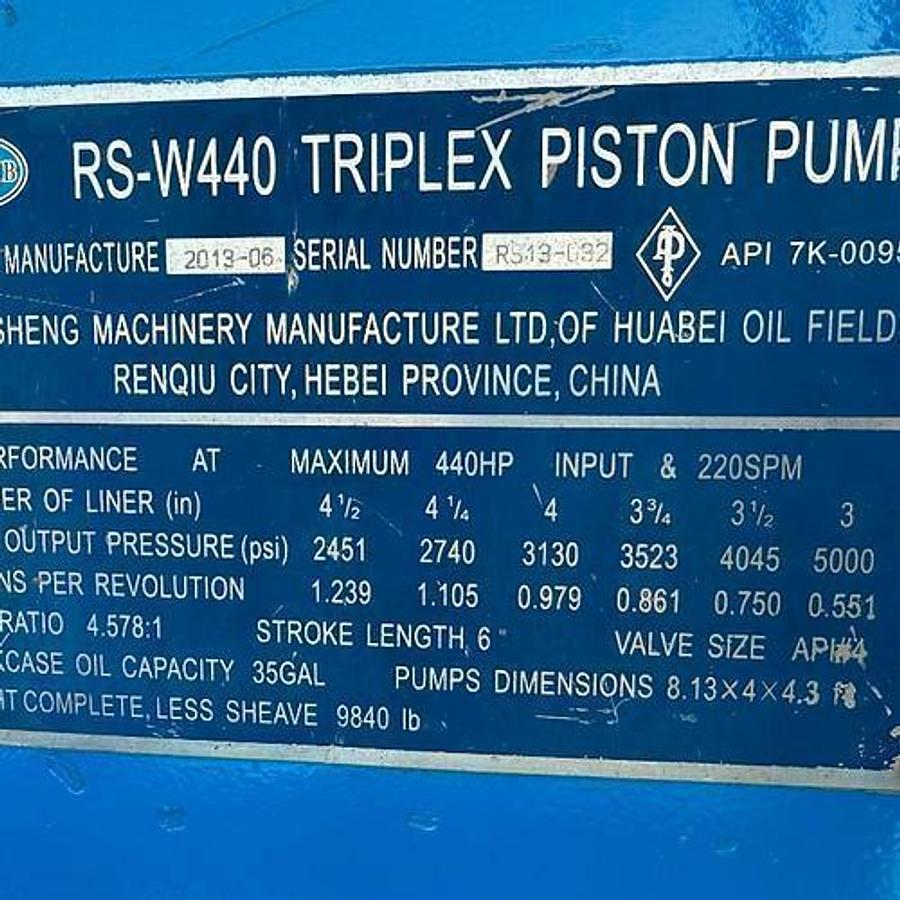 B
RS-W440 TRIPLEX PISTON PUMP
MANUFACTURE 2013-06 SERIAL NUMBER RS13-032 API 7K-0095
SHENG MACHINERY MANUFACTURE LTD,OF HUABEI OIL FIELD
RENQIU CITY, HEBEI PROVINCE, CHINA
RFORMANCE AT MAXIMUM 440HP INPUT & 220SPM
ER OF LINER (in) 4 1/2 4 1/4 4 3 3/4 3 1/2 3
OUTPUT PRESSURE (psi) 2451 2740 3130 3523 4045 5000
NS PER REVOLUTION 1.239 1.105 0.979 0.861 0.750 0.551
RATIO 4.578:1 STROKE LENGTH 6" VALVE SIZE API#4
KCASE OIL CAPACITY 35GAL PUMPS DIMENSIONS 8.13×4×4.3
HT COMPLETE, LESS SHEAVE 9840 lb